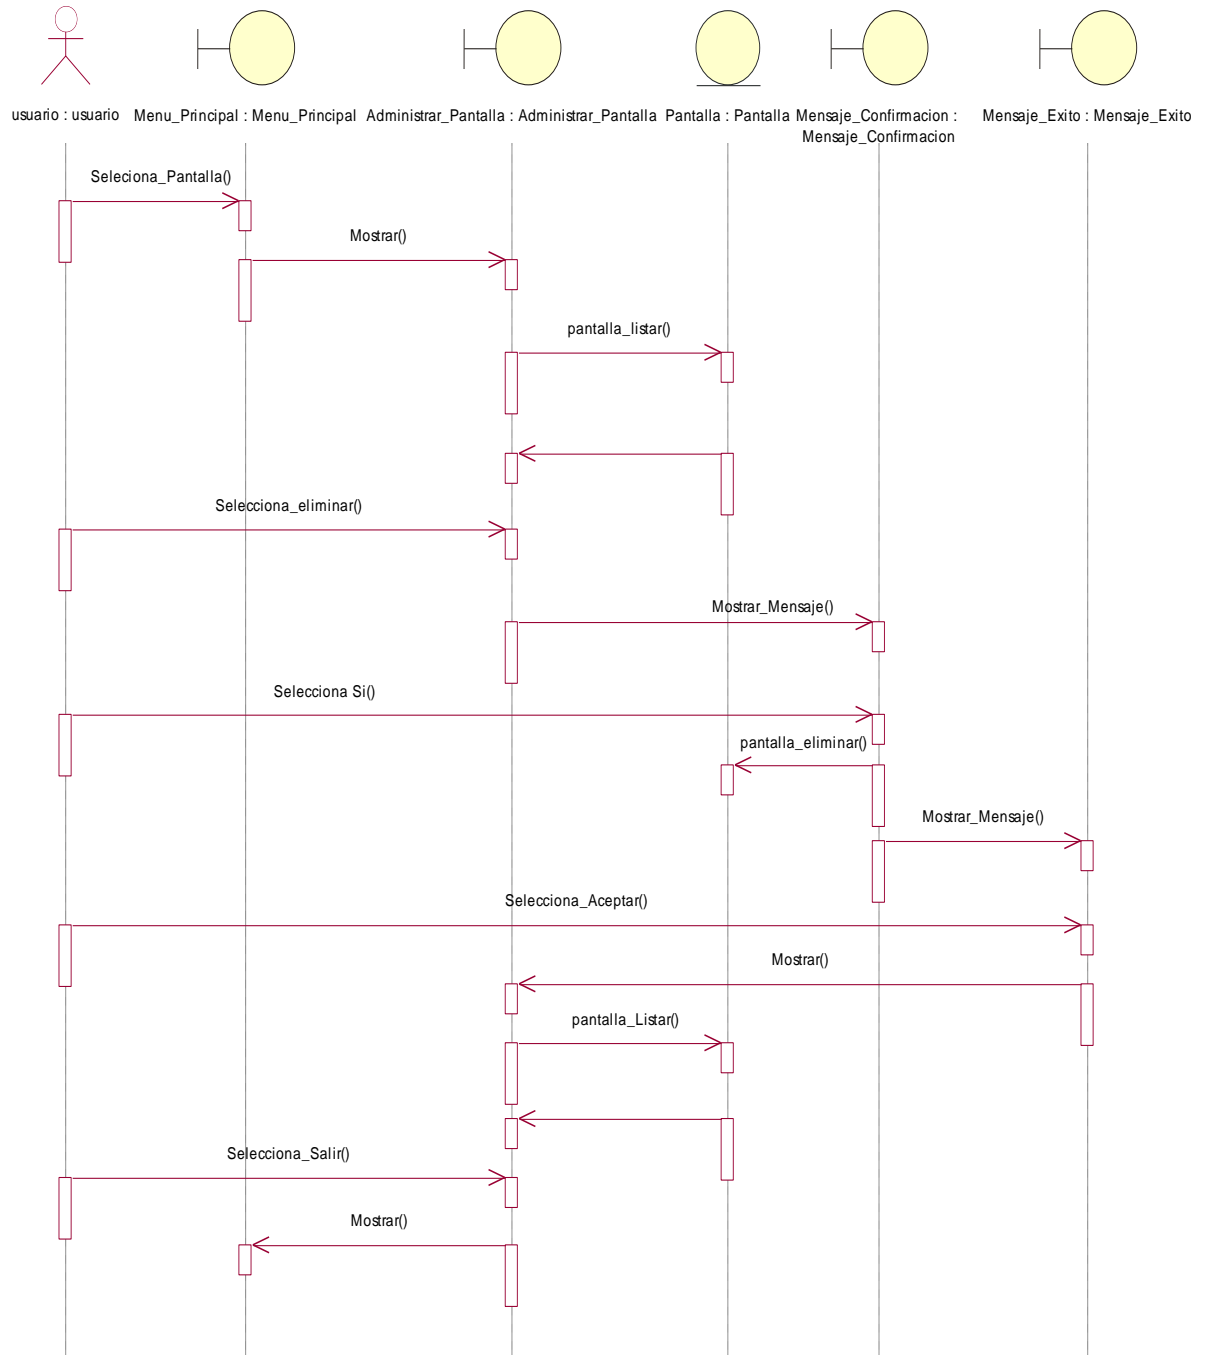 usuario : usuario
Menu_Principal : Menu_Principal
Administrar_Pantalla : Administrar_Pantalla
Pantalla : Pantalla
Mensaje_Confirmacion :
Mensaje_Confirmacion
Mensaje_Exito : Mensaje_Exito
Seleciona_Pantalla()
Mostrar()
pantalla_listar()
Selecciona_eliminar()
Mostrar_Mensaje()
Selecciona Si()
pantalla_eliminar()
Mostrar_Mensaje()
Selecciona_Aceptar()
Mostrar()
pantalla_Listar()
Selecciona_Salir()
Mostrar()